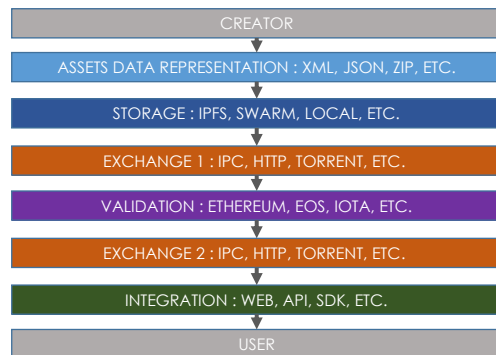 CREATOR
ASSETS DATA REPRESENTATION : XML, JSON, ZIP, ETC.
STORAGE : IPFS, SWARM, LOCAL, ETC.
EXCHANGE 1 : IPC, HTTP, TORRENT, ETC.
VALIDATION : ETHEREUM, EOS, IOTA, ETC.
EXCHANGE 2 : IPC, HTTP, TORRENT, ETC.
INTEGRATION : WEB, API, SDK, ETC.
USER